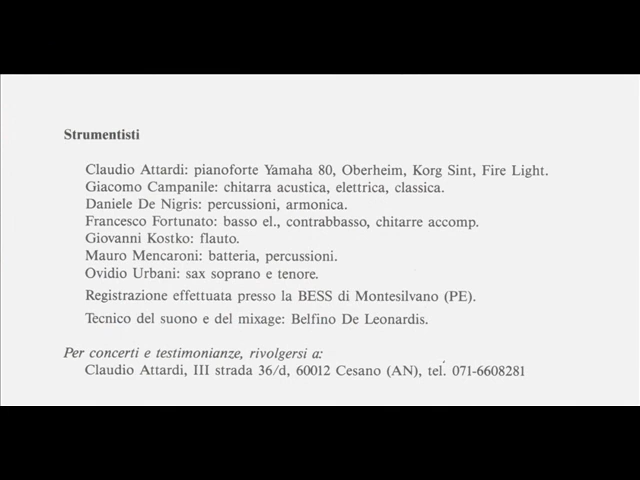 Strumentisti
Claudio Attardi: pianoforte Yamaha 80, Oberheim, Korg Sint, Fire Light.
Giacomo Campanile: chitarra acustica, elettrica, classica.
Daniele De Nigris: percussioni, armonica.
Francesco Fortunato: basso el., contrabbasso, chitarre accomp.
Giovanni Kostko: flauto.
Mauro Mencaroni: batteria, percussioni.
Ovidio Urbani: sax soprano e tenore.
Registrazione effettuata presso la BESS di Montesilvano (PE).
Tecnico del suono e del mixage: Belfino De Leonardis.
Per concerti e testimonianze, rivolgersi a:
Claudio Attardi, III strada 36/d, 60012 Cesano (AN), tel. 071-6608281